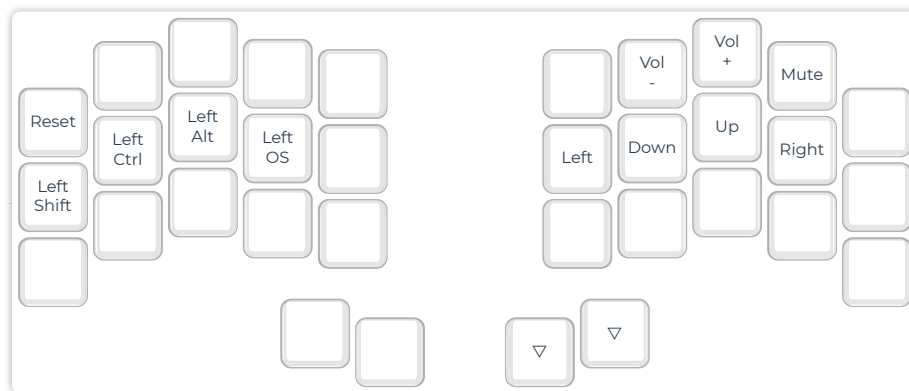 Reset
Left
Ctrl
Left
Alt
Left
OS
Left
Shift
Vol
-
Vol
+
Mute
Left
Down
Up
Right
▽
▽